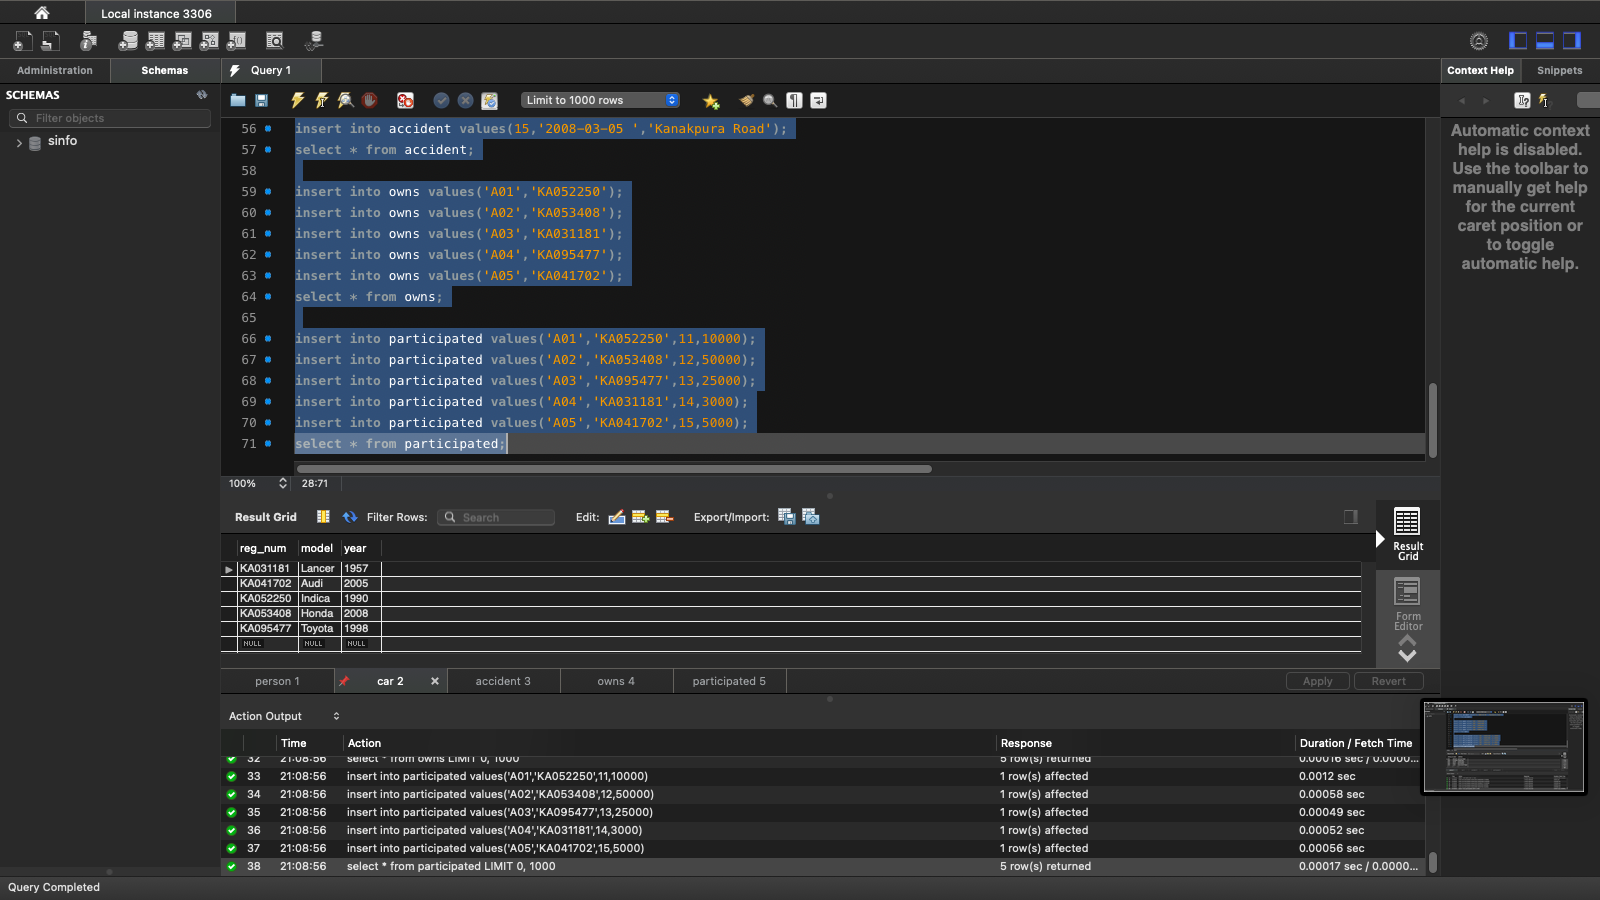 Local instance 3306
Administration
Schemas
Query 1
Context Help
Snippets
SCHEMAS
Filter objects
sinfo
Limit to 1000 rows
56 insert into accident values(15,'2008-03-05 ','Kanakpura Road');
57 select * from accident;
58
59 insert into owns values('A01','KA052250');
60 insert into owns values('A02','KA053408');
61 insert into owns values('A03','KA031181');
62 insert into owns values('A04','KA095477');
63 insert into owns values('A05','KA041702');
64 select * from owns;
65
66 insert into participated values('A01','KA052250',11,10000);
67 insert into participated values('A02','KA053408',12,50000);
68 insert into participated values('A03','KA095477',13,25000);
69 insert into participated values('A04','KA031181',14,3000);
70 insert into participated values('A05','KA041702',15,5000);
71 select * from participated;
Automatic context
help is disabled.
Use the toolbar to
manually get help
for the current
caret position or
to toggle
automatic help.
100% 28:71
Result Grid Filter Rows: Search Edit: Export/Import:
reg_num model year
KA031181 Lancer 1957
KA041702 Audi 2005
KA052250 Indica 1990
KA053408 Honda 2008
KA095477 Toyota 1998
NULL NULL NULL
Result
Grid
Form
Editor
person 1 car 2 accident 3 owns 4 participated 5 Apply Revert
Action Output
Time Action Response Duration / Fetch Time
32 21:08:56 select * from owns LIMIT 0, 1000 5 row(s) returned 0.00016 sec / 0.0000...
33 21:08:56 insert into participated values('A01','KA052250',11,10000) 1 row(s) affected 0.0012 sec
34 21:08:56 insert into participated values('A02','KA053408',12,50000) 1 row(s) affected 0.00058 sec
35 21:08:56 insert into participated values('A03','KA095477',13,25000) 1 row(s) affected 0.00049 sec
36 21:08:56 insert into participated values('A04','KA031181',14,3000) 1 row(s) affected 0.00052 sec
37 21:08:56 insert into participated values('A05','KA041702',15,5000) 1 row(s) affected 0.00056 sec
38 21:08:56 select * from participated LIMIT 0, 1000 5 row(s) returned 0.00017 sec / 0.0000...
Query Completed